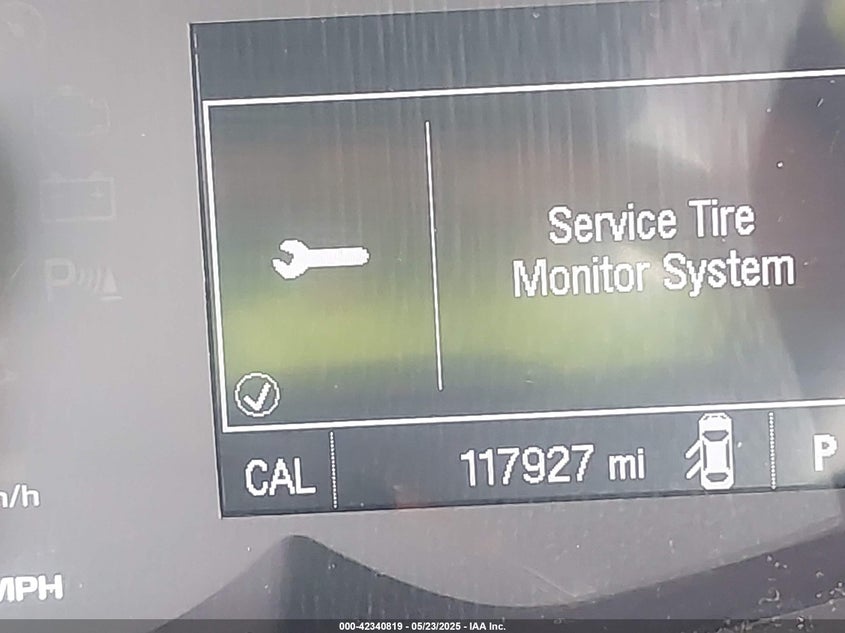 Service Tire
Monitor System
CAL
117927 mi
P
P
/h
MPH
000-42340819 - 05/23/2025 - IAA Inc.